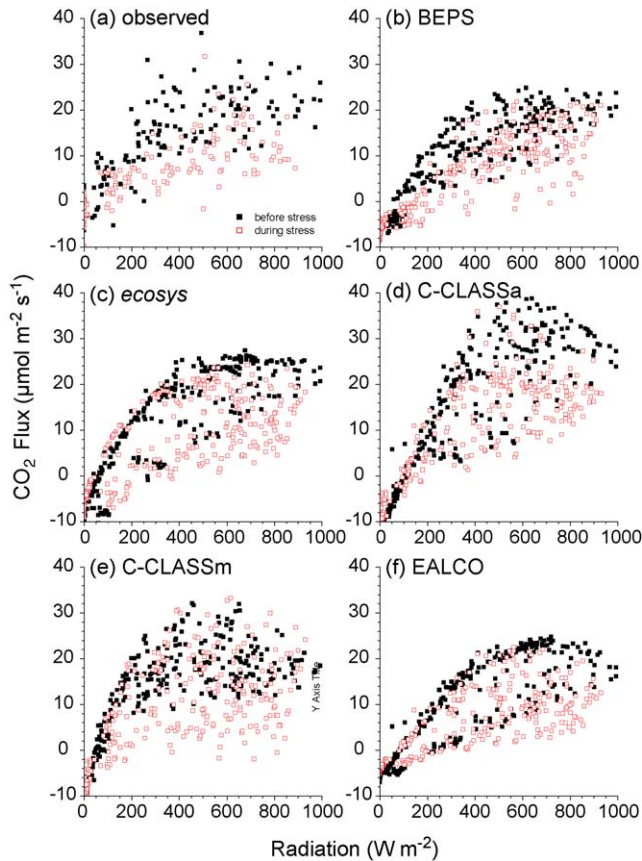 (a) observed
(b) BEPS
40
30
20
10
0
-10
before stress
during stress
0 200 400 600 800 1000
40
30
20
10
0
-10
0 200 400 600 800 1000
(c) ecosys
(d) C-CLASSa
40
30
20
10
0
-10
0 200 400 600 800 1000
40
30
20
10
0
-10
0 200 400 600 800 1000
CO₂ Flux (μmol m⁻² s⁻¹)
(e) C-CLASSm
(f) EALCO
40
30
20
10
0
-10
0 200 400 600 800 1000
40
30
20
10
0
-10
0 200 400 600 800 1000
Radiation (W m⁻²)